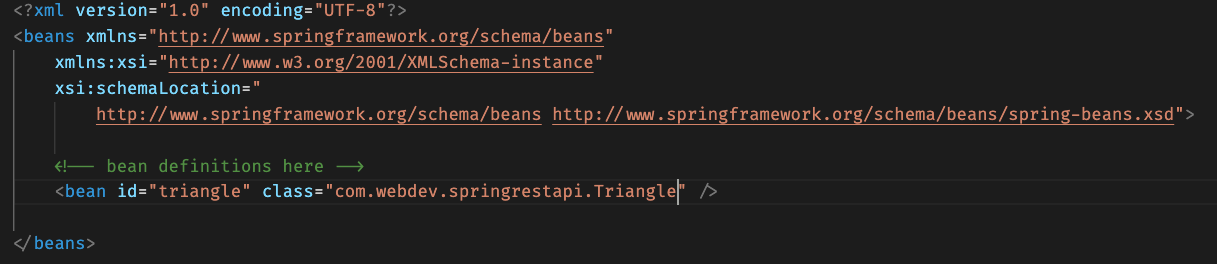 <?xml version="1.0" encoding="UTF-8"?>
<beans xmlns="http://www.springframework.org/schema/beans"
xmlns:xsi="http://www.w3.org/2001/XMLSchema-instance"
xsi:schemaLocation="
http://www.springframework.org/schema/beans http://www.springframework.org/schema/beans/spring-beans.xsd">
<!-- bean definitions here -->
<bean id="triangle" class="com.webdev.springrestapi.Triangle" />
</beans>